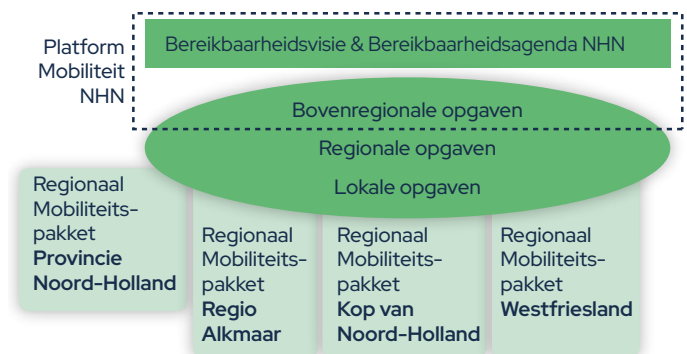 Platform
Mobiliteit
NHN
Bereikbaarheidsvisie & Bereikbaarheidsagenda NHN
Bovenregionale opgaven
Regionale opgaven
Lokale opgaven
Regionaal
Mobiliteits-
pakket
Provincie
Noord-Holland
Regionaal
Mobiliteits-
pakket
Regio
Alkmaar
Regionaal
Mobiliteits-
pakket
Kop van
Noord-Holland
Regionaal
Mobiliteits-
pakket
Westfriesland